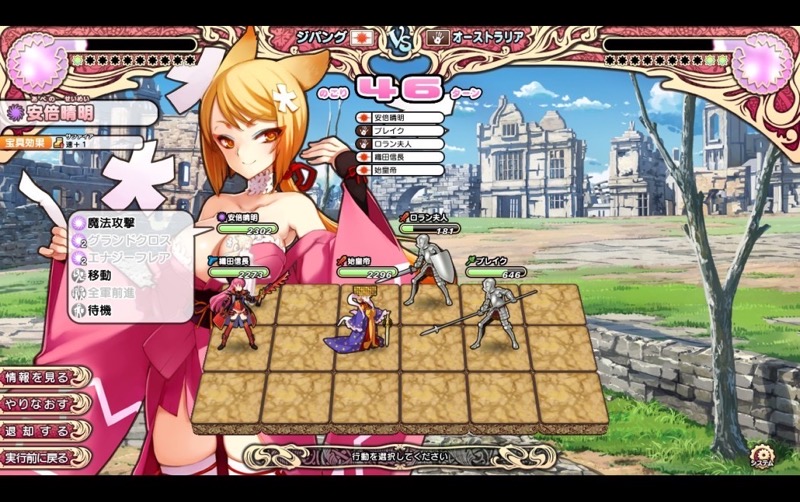 ジパング
VS
オーストラリア
のこり 46 ターン
あべの せいめい
安倍晴明
宝具効果
速+1
安倍晴明
ブレイク
ロラン夫人
織田信長
始皇帝
魔法攻撃
グランドクロス
2
エナジーフレア
2
移動
全軍前進
待機
安倍晴明
2302
ロラン夫人
181
織田信長
2273
始皇帝
2296
ブレイク
646
情報を見る
やりなおす
退却する
実行前に戻る
行動を選択してください
システム